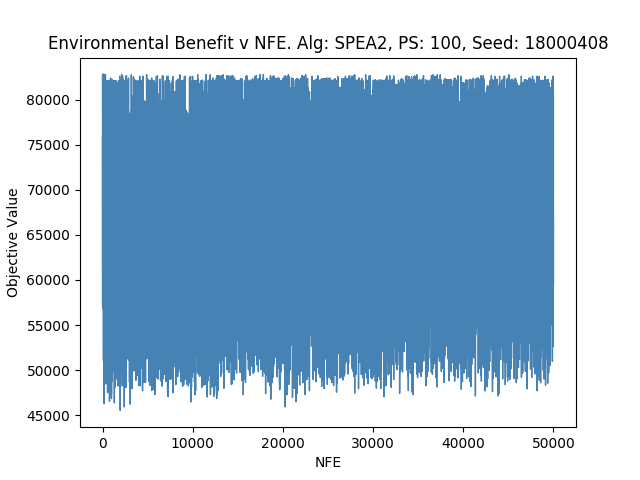 Environmental Benefit v NFE. Alg: SPEA2, PS: 100, Seed: 18000408
80000
75000
70000
65000
60000
55000
50000
45000
Objective Value
0 10000 20000 30000 40000 50000
NFE